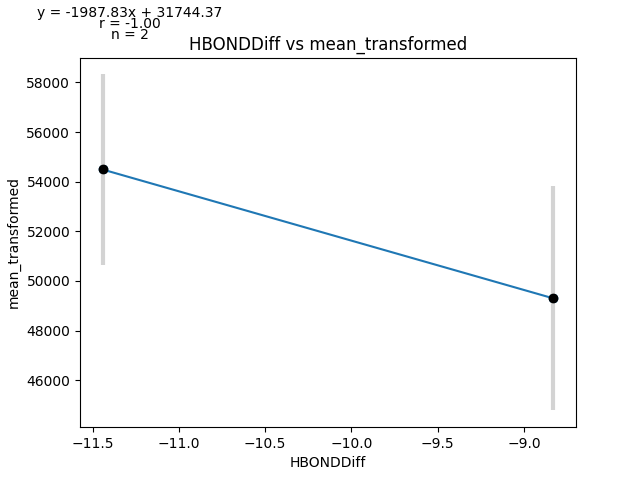 y = -1987.83x + 31744.37
r = -1.00
n = 2
HBONDDiff vs mean_transformed
58000
56000
54000
52000
50000
48000
46000
mean_transformed
−11.5 −11.0 −10.5 −10.0 −9.5 −9.0
HBONDDiff